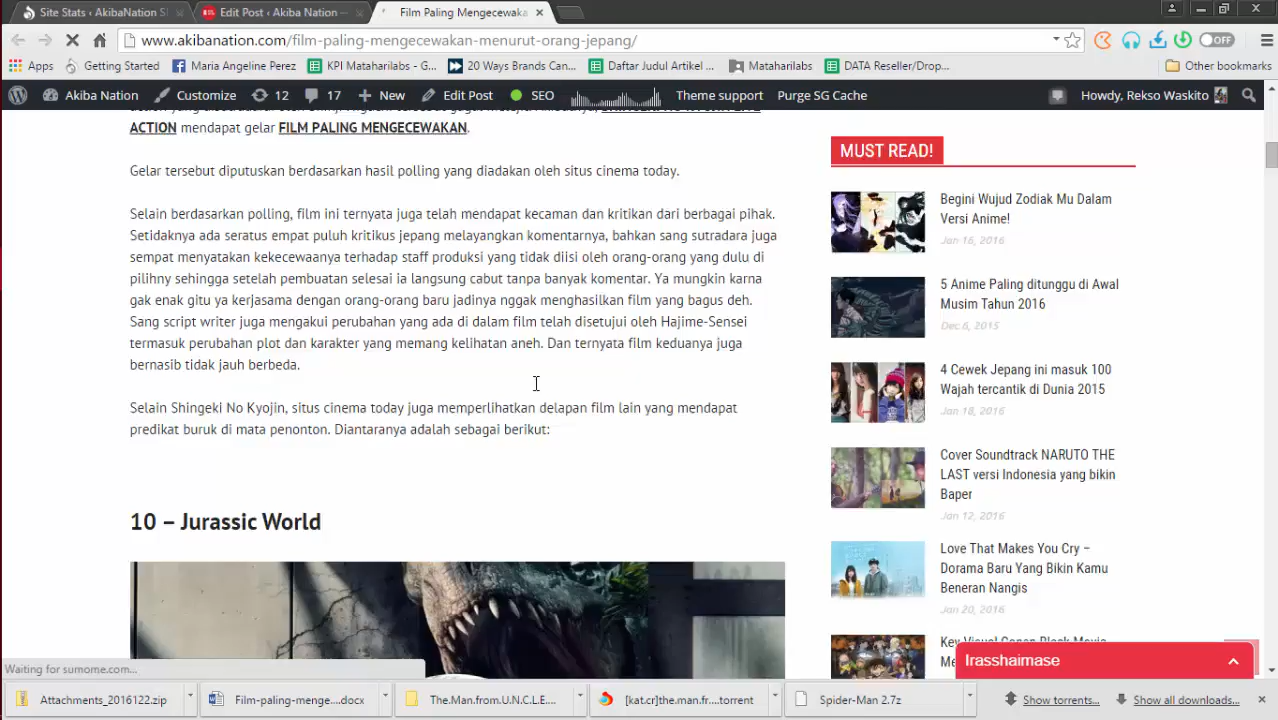 Site Stats ‹ AkibaNation S
Edit Post ‹ Akiba Nation —
Film Paling Mengecewaka
www.akibanation.com/film-paling-mengecewakan-menurut-orang-jepang/
OFF
Apps
Getting Started
Maria Angeline Perez
KPI Mataharilabs - G...
20 Ways Brands Can...
Daftar Judul Artikel ...
Mataharilabs
DATA Reseller/Drop...
Other bookmarks
Akiba Nation
Customize
12
17
New
Edit Post
SEO
Theme support
Purge SG Cache
Howdy, Rekso Waskito
ACTION mendapat gelar FILM PALING MENGECEWAKAN.
Gelar tersebut diputuskan berdasarkan hasil polling yang diadakan oleh situs cinema today.
Selain berdasarkan polling, film ini ternyata juga telah mendapat kecaman dan kritikan dari berbagai pihak.
Setidaknya ada seratus empat puluh kritikus jepang melayangkan komentarnya, bahkan sang sutradara juga
sempat menyatakan kekecewaanya terhadap staff produksi yang tidak diisi oleh orang-orang yang dulu di
pilihny sehingga setelah pembuatan selesai ia langsung cabut tanpa banyak komentar. Ya mungkin karna
gak enak gitu ya kerjasama dengan orang-orang baru jadinya nggak menghasilkan film yang bagus deh.
Sang script writer juga mengakui perubahan yang ada di dalam film telah disetujui oleh Hajime-Sensei
termasuk perubahan plot dan karakter yang memang kelihatan aneh. Dan ternyata film keduanya juga
bernasib tidak jauh berbeda.
Selain Shingeki No Kyojin, situs cinema today juga memperlihatkan delapan film lain yang mendapat
predikat buruk di mata penonton. Diantaranya adalah sebagai berikut:
10 – Jurassic World
MUST READ!
Begini Wujud Zodiak Mu Dalam
Versi Anime!
Jan 16, 2016
5 Anime Paling ditunggu di Awal
Musim Tahun 2016
Dec 6, 2015
4 Cewek Jepang ini masuk 100
Wajah tercantik di Dunia 2015
Jan 18, 2016
Cover Soundtrack NARUTO THE
LAST versi Indonesia yang bikin
Baper
Jan 12, 2016
Love That Makes You Cry –
Dorama Baru Yang Bikin Kamu
Beneran Nangis
Jan 20, 2016
Key Visual Conan Black Movie
Irasshaimase
Waiting for sumome.com...
Attachments_2016122.zip
Film-paling-menge....docx
The.Man.from.U.N.C.L.E....
[kat.cr]the.man.fr....torrent
Spider-Man 2.7z
Show torrents...
Show all downloads...